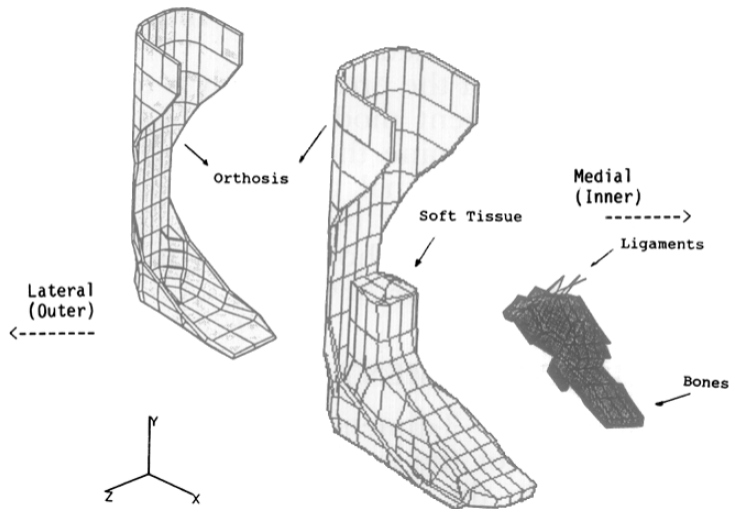 Orthosis
Soft Tissue
Medial
(Inner)
Ligaments
Lateral
(Outer)
Bones
Y
Z
X